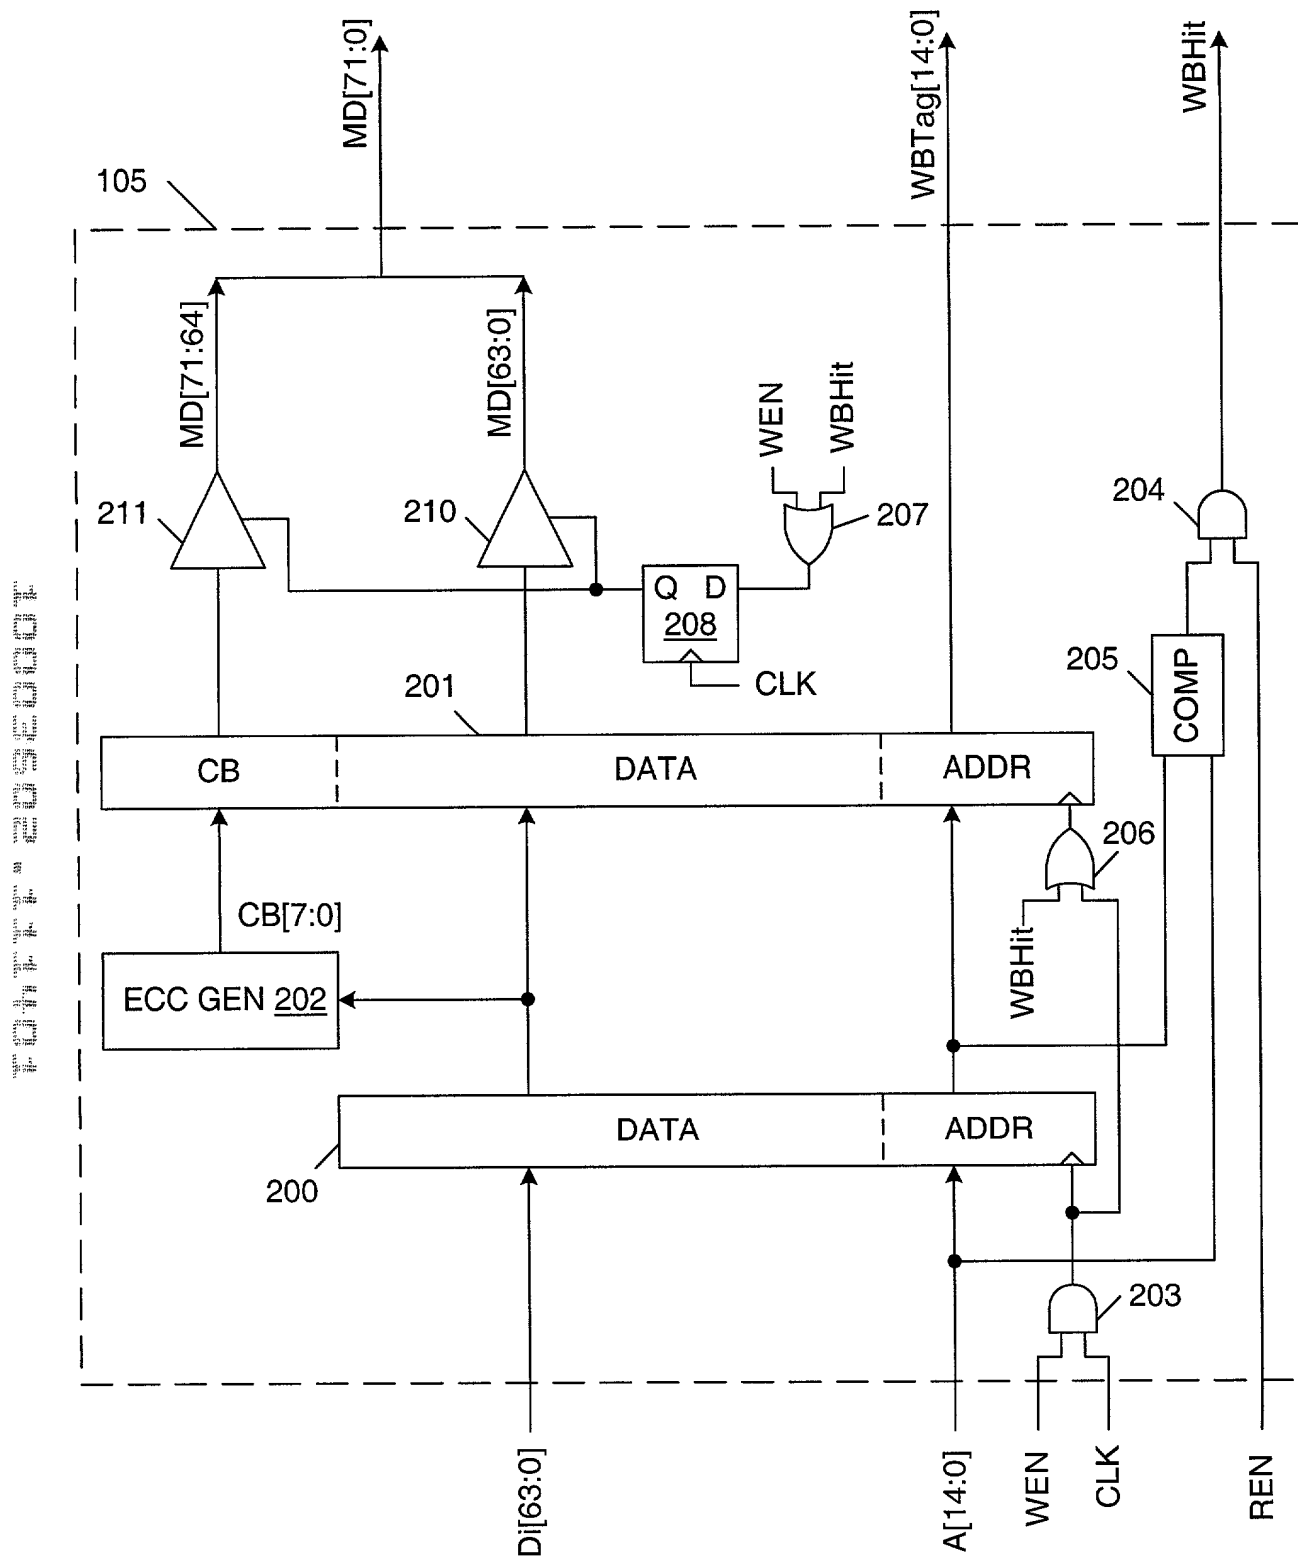 MD[71:0]
WBTag[14:0]
WBHit
105
MD[71:64]
MD[63:0]
WEN
WBHit
211
210
207
204
Q D
208
CLK
205
COMP
201
CB
DATA
ADDR
206
CB[7:0]
WBHit
ECC GEN 202
DATA
ADDR
200
203
Di[63:0]
A[14:0]
WEN
CLK
REN